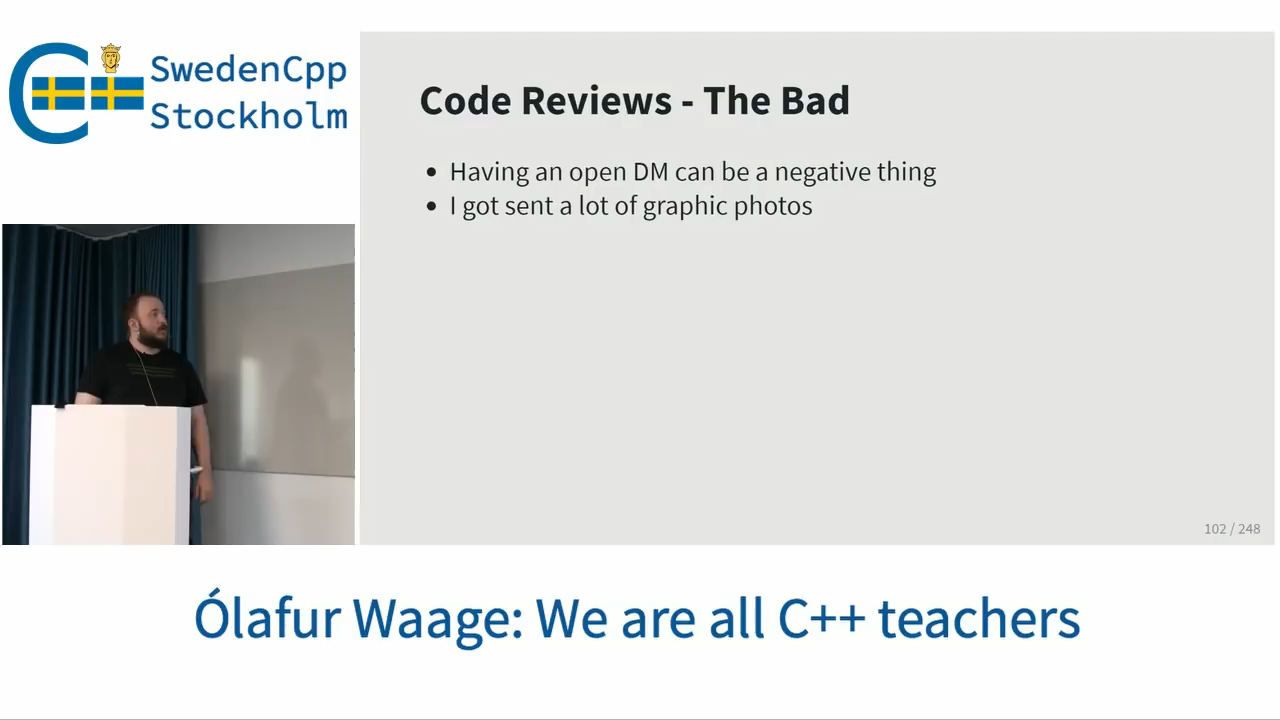 SwedenCpp
Stockholm
Code Reviews - The Bad
• Having an open DM can be a negative thing
• I got sent a lot of graphic photos
102 / 248
Ólafur Waage: We are all C++ teachers